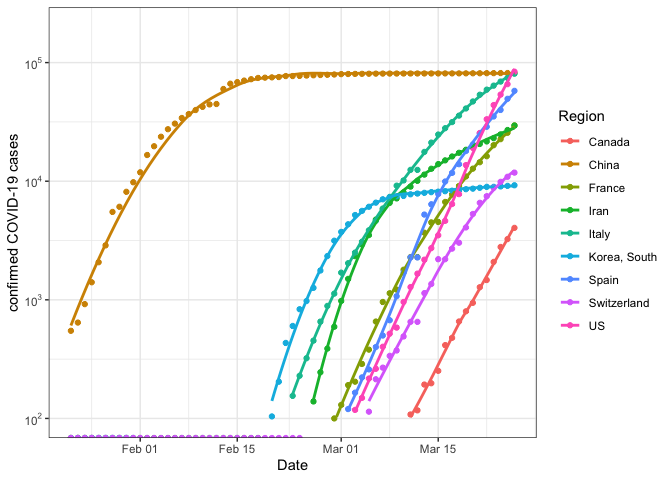 confirmed COVID-19 cases
10^5
10^4
10^3
10^2
Feb 01
Feb 15
Mar 01
Mar 15
Date
Region
Canada
China
France
Iran
Italy
Korea, South
Spain
Switzerland
US